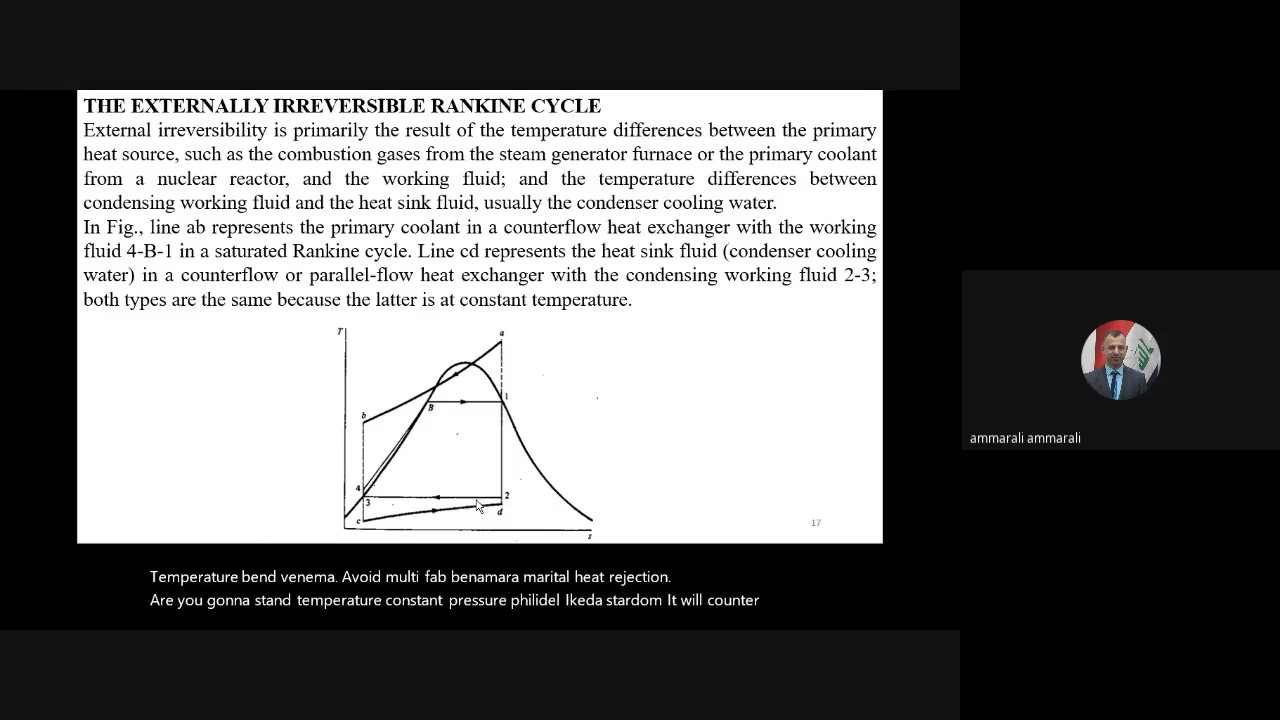 THE EXTERNALLY IRREVERSIBLE RANKINE CYCLE
External irreversibility is primarily the result of the temperature differences between the primary
heat source, such as the combustion gases from the steam generator furnace or the primary coolant
from a nuclear reactor, and the working fluid; and the temperature differences between
condensing working fluid and the heat sink fluid, usually the condenser cooling water.
In Fig., line ab represents the primary coolant in a counterflow heat exchanger with the working
fluid 4-B-1 in a saturated Rankine cycle. Line cd represents the heat sink fluid (condenser cooling
water) in a counterflow or parallel-flow heat exchanger with the condensing working fluid 2-3;
both types are the same because the latter is at constant temperature.
T
a
1
B
b
4
3
2
c
d
s
17
ammarali ammarali
Temperature bend venema. Avoid multi fab benamara marital heat rejection.
Are you gonna stand temperature constant pressure philidel Ikeda stardom It will counter